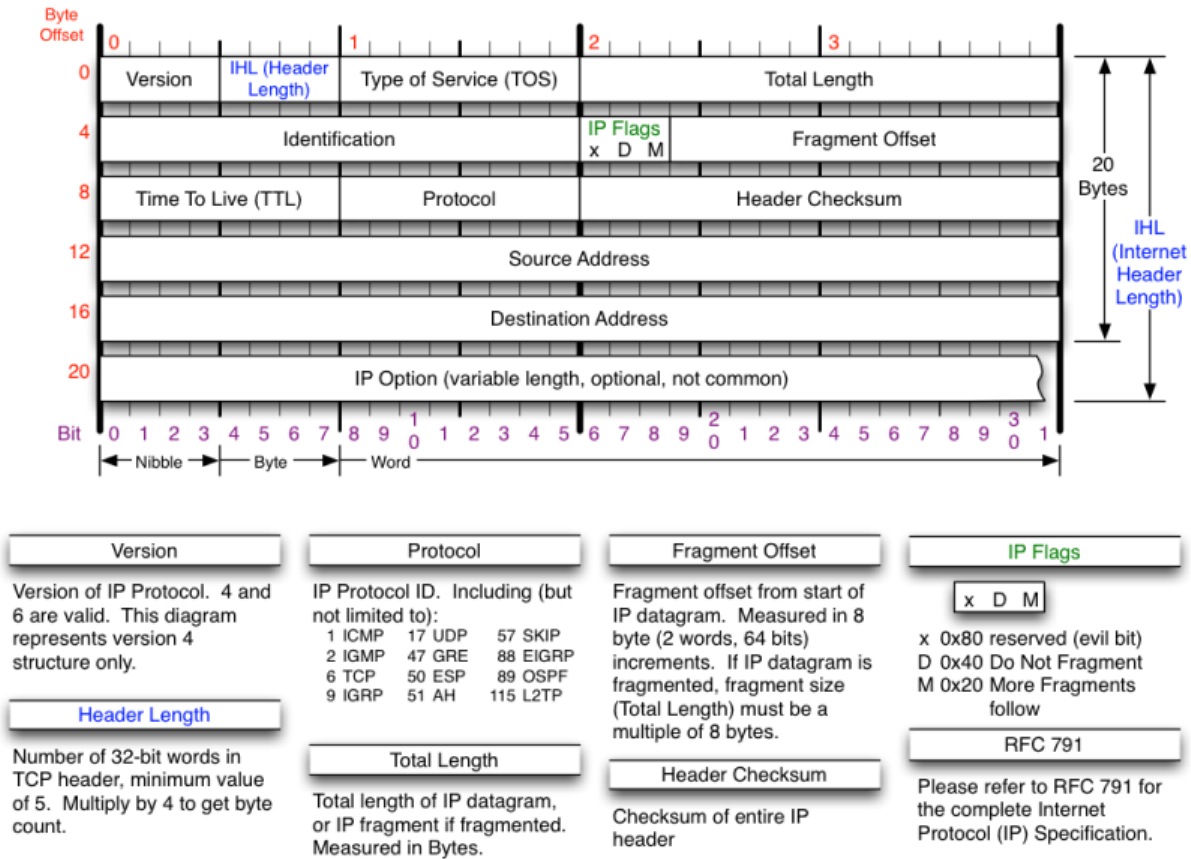 Byte
Offset
0 1 2 3
0 Version IHL (Header Length) Type of Service (TOS) Total Length
4 Identification IP Flags x D M Fragment Offset
8 Time To Live (TTL) Protocol Header Checksum
12 Source Address
16 Destination Address
20 IP Option (variable length, optional, not common)
20
Bytes
IHL
(Internet
Header
Length)
Bit 0 1 2 3 4 5 6 7 8 9 10 1 2 3 4 5 6 7 8 9 20 1 2 3 4 5 6 7 8 9 30 1
Nibble Byte Word
Version
Version of IP Protocol. 4 and
6 are valid. This diagram
represents version 4
structure only.
Header Length
Number of 32-bit words in
TCP header, minimum value
of 5. Multiply by 4 to get byte
count.
Protocol
IP Protocol ID. Including (but
not limited to):
1 ICMP 17 UDP 57 SKIP
2 IGMP 47 GRE 88 EIGRP
6 TCP 50 ESP 89 OSPF
9 IGRP 51 AH 115 L2TP
Total Length
Total length of IP datagram,
or IP fragment if fragmented.
Measured in Bytes.
Fragment Offset
Fragment offset from start of
IP datagram. Measured in 8
byte (2 words, 64 bits)
increments. If IP datagram is
fragmented, fragment size
(Total Length) must be a
multiple of 8 bytes.
Header Checksum
Checksum of entire IP
header
IP Flags
x D M
x 0x80 reserved (evil bit)
D 0x40 Do Not Fragment
M 0x20 More Fragments
follow
RFC 791
Please refer to RFC 791 for
the complete Internet
Protocol (IP) Specification.